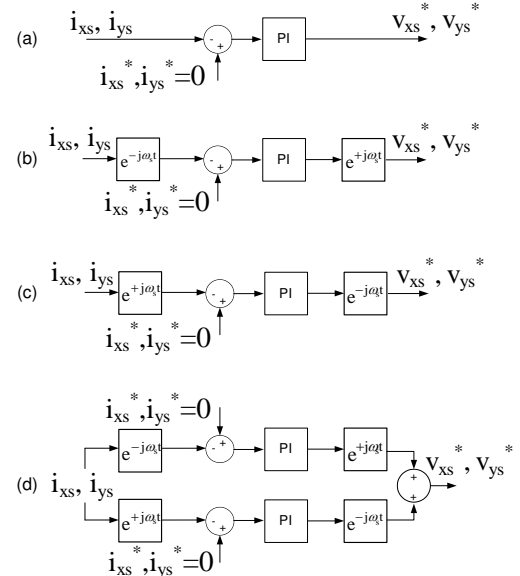 i_xs, i_ys
v_xs*, v_ys*
(a)
-
+
PI
i_xs*,i_ys*=0
i_xs, i_ys
v_xs*, v_ys*
(b)
e^-jω_s t
-
+
PI
e^+jω_s t
i_xs*,i_ys*=0
i_xs, i_ys
v_xs*, v_ys*
(c)
e^+jω_s t
-
+
PI
e^-jω_s t
i_xs*,i_ys*=0
i_xs*,i_ys*=0
e^-jω_s t
-
+
PI
e^+jω_s t
v_xs*, v_ys*
(d)
i_xs, i_ys
+
+
e^+jω_s t
-
+
PI
e^-jω_s t
i_xs*,i_ys*=0